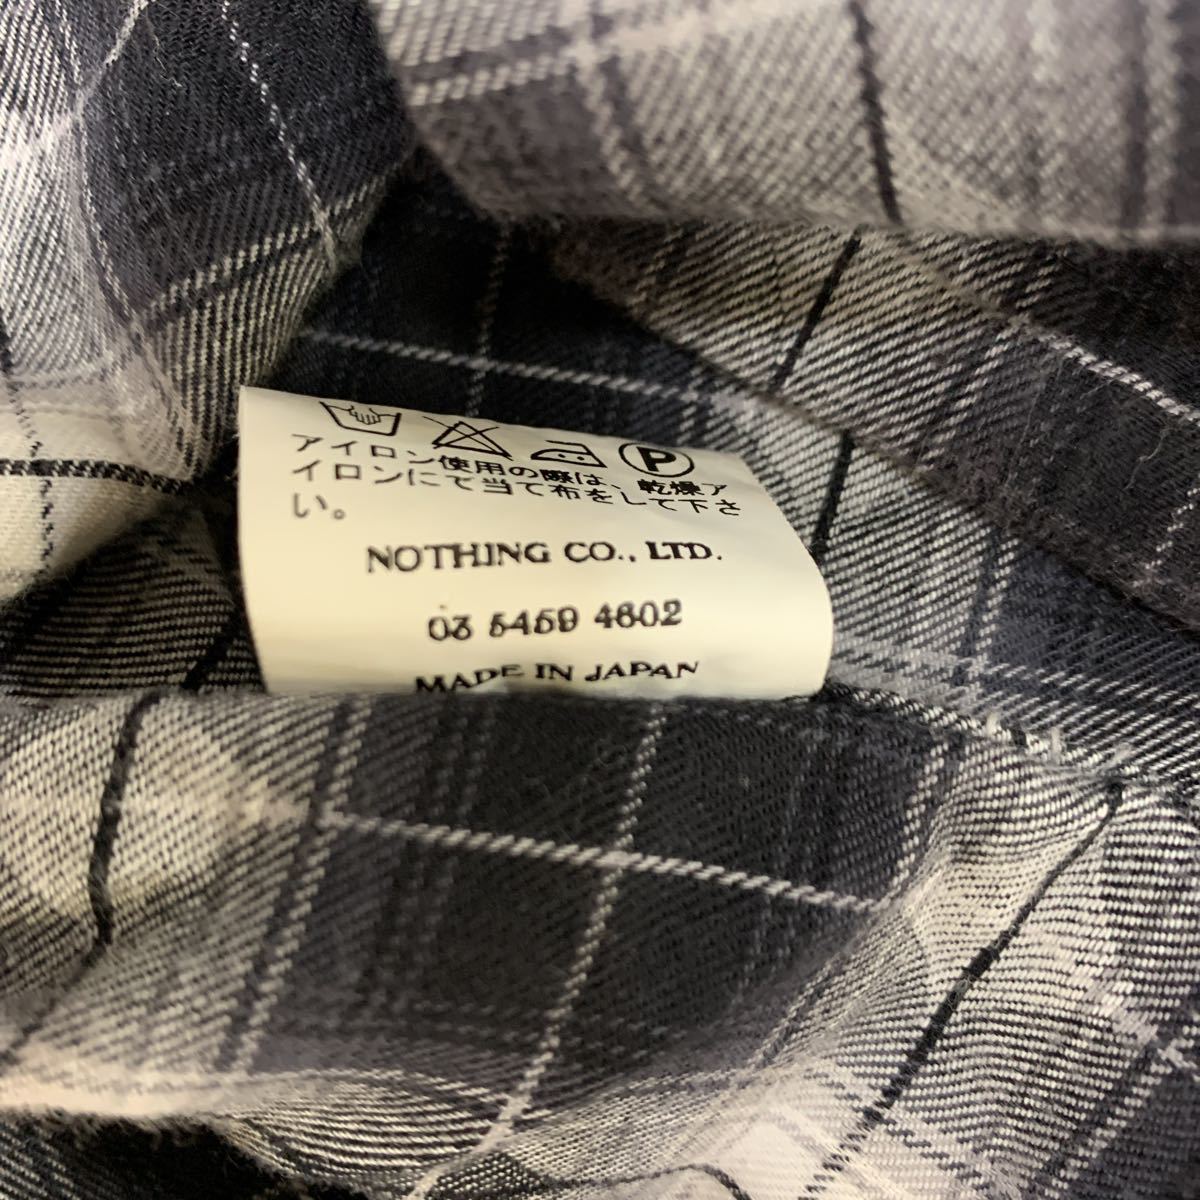 P
アイロン使用の際は、乾燥ア
イロンにて当て布をして下さ
い。
NOTHING CO., LTD.
03 5459 4602
MADE IN JAPAN